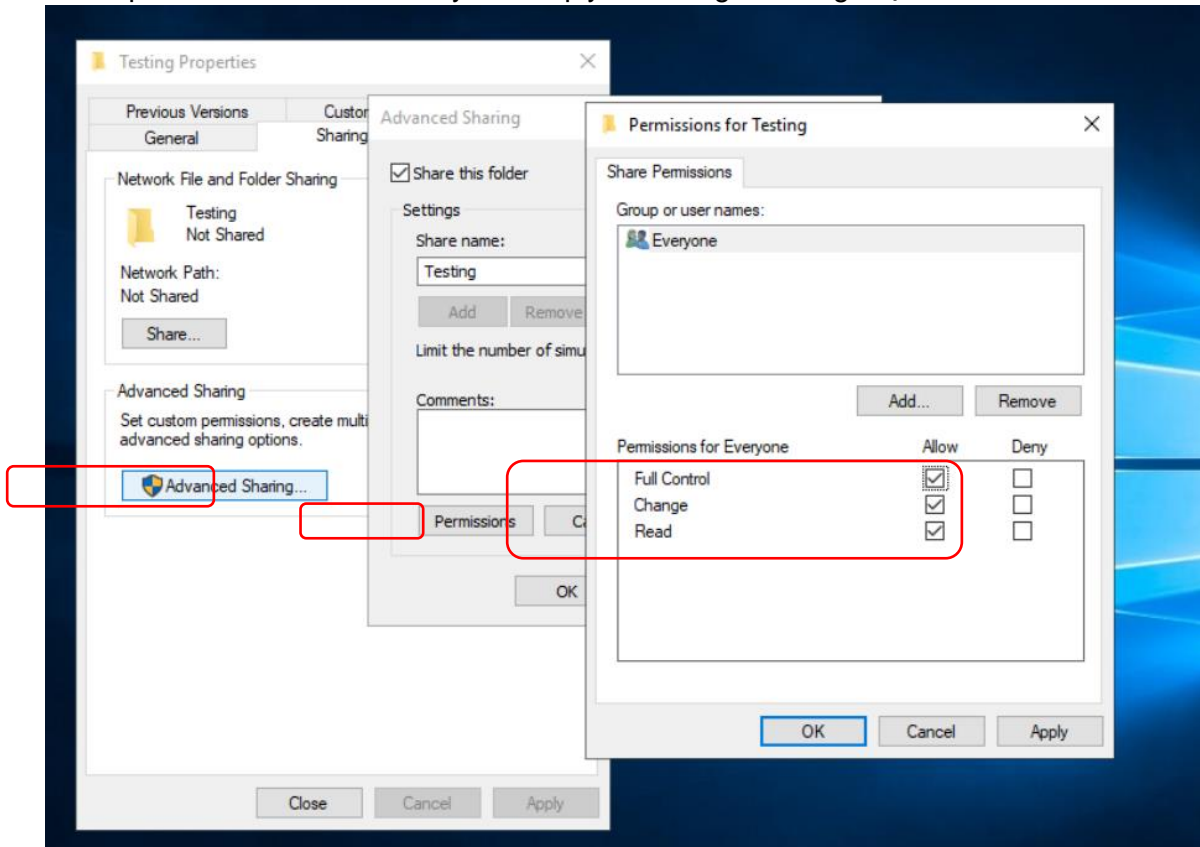 Testing Properties
Previous Versions
General
Sharing
Network File and Folder Sharing
Testing
Not Shared
Network Path:
Not Shared
Share...
Advanced Sharing
Set custom permissions, create multi
advanced sharing options.
Advanced Sharing...
Close
Cancel
Apply
Advanced Sharing
Share this folder
Settings
Share name:
Testing
Add
Remove
Limit the number of simu
Comments:
Permissions
OK
Permissions for Testing
Share Permissions
Group or user names:
Everyone
Add...
Remove
Permissions for Everyone
Allow
Deny
Full Control
Change
Read
OK
Cancel
Apply